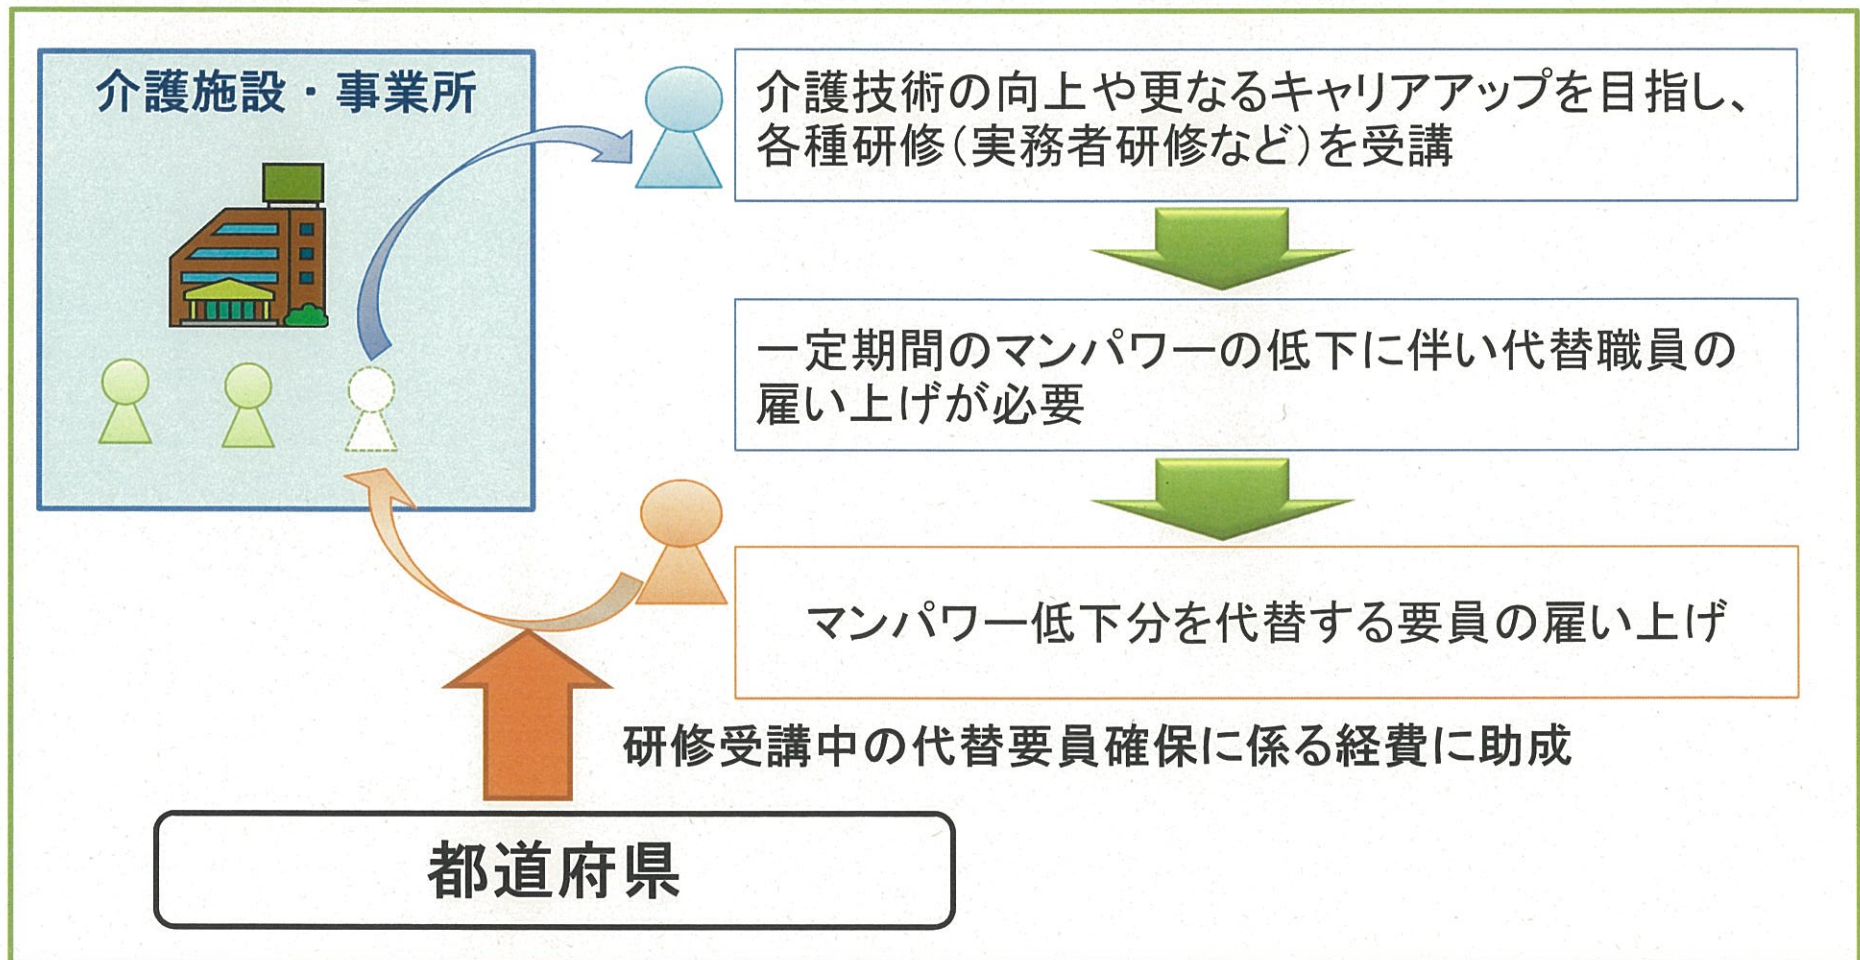 介護施設・事業所
介護技術の向上や更なるキャリアアップを目指し、
各種研修(実務者研修など)を受講
一定期間のマンパワーの低下に伴い代替職員の
雇い上げが必要
マンパワー低下分を代替する要員の雇い上げ
研修受講中の代替要員確保に係る経費に助成
都道府県